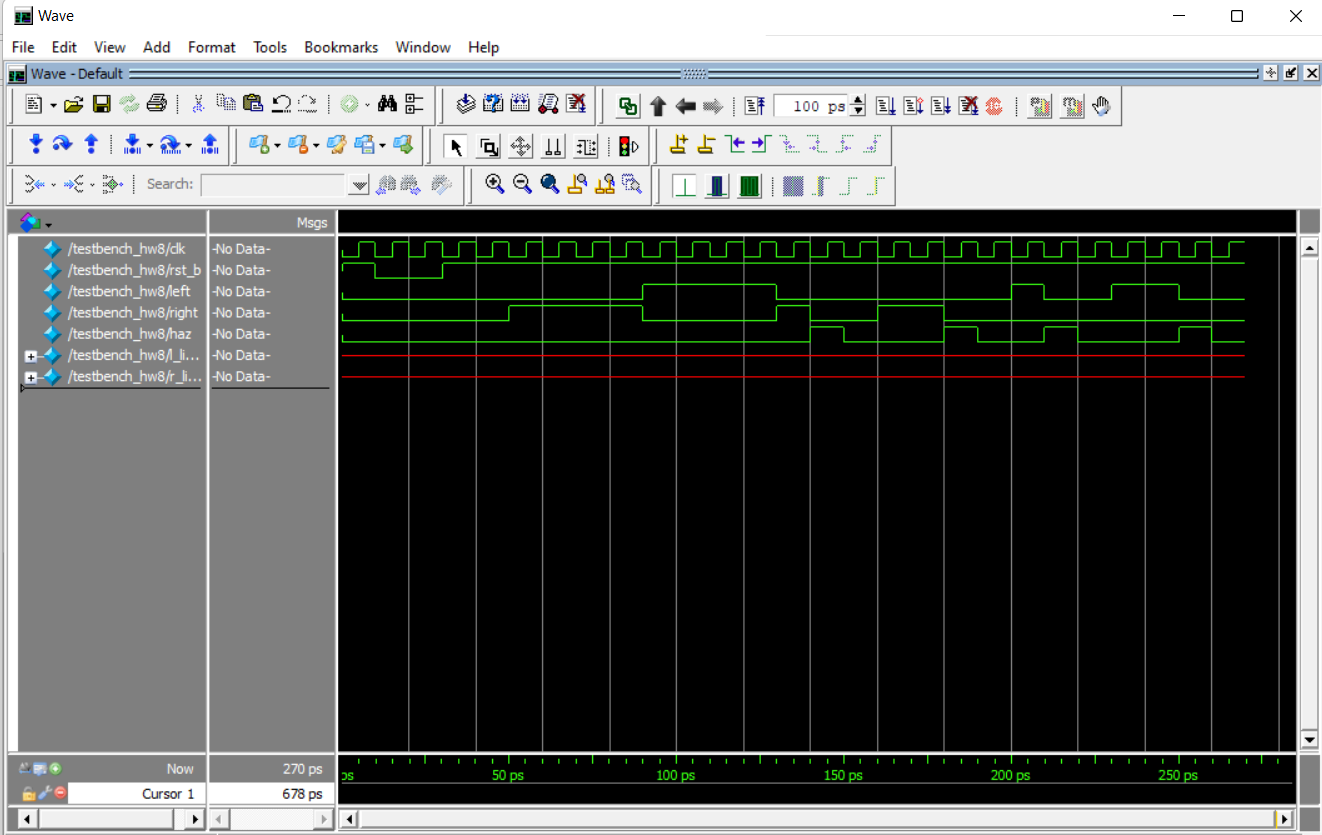 Wave
File Edit View Add Format Tools Bookmarks Window Help
Wave - Default
100 ps
Search:
Msgs
/testbench_hw8/clk -No Data-
/testbench_hw8/rst_b -No Data-
/testbench_hw8/left -No Data-
/testbench_hw8/right -No Data-
/testbench_hw8/haz -No Data-
/testbench_hw8/l_li... -No Data-
/testbench_hw8/r_li... -No Data-
Now 270 ps ps 50 ps 100 ps 150 ps 200 ps 250 ps
Cursor 1 678 ps